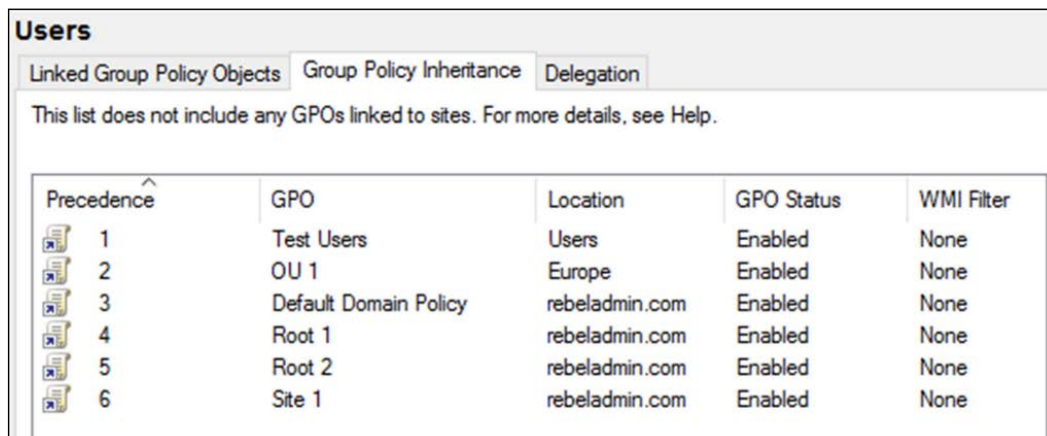 Users
Linked Group Policy Objects Group Policy Inheritance Delegation
This list does not include any GPOs linked to sites. For more details, see Help.
Precedence GPO Location GPO Status WMI Filter
1 Test Users Users Enabled None
2 OU 1 Europe Enabled None
3 Default Domain Policy rebeladmin.com Enabled None
4 Root 1 rebeladmin.com Enabled None
5 Root 2 rebeladmin.com Enabled None
6 Site 1 rebeladmin.com Enabled None